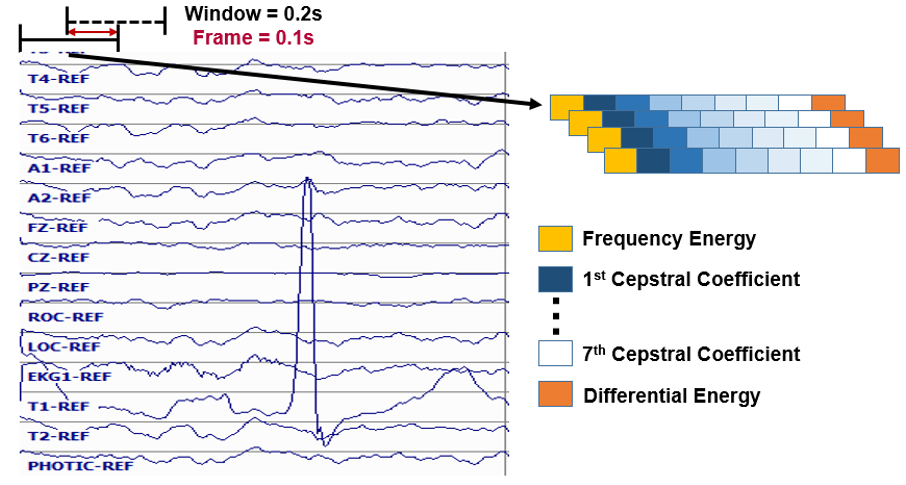 Window = 0.2s
Frame = 0.1s
T4-REF
T5-REF
T6-REF
A1-REF
A2-REF
FZ-REF
CZ-REF
PZ-REF
ROC-REF
LOC-REF
EKG1-REF
T1-REF
T2-REF
PHOTIC-REF
Frequency Energy
1st Cepstral Coefficient
7th Cepstral Coefficient
Differential Energy